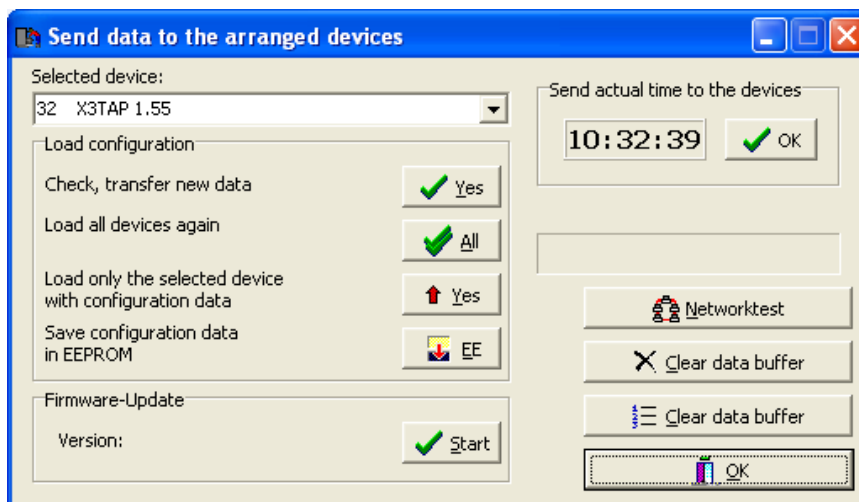 Send data to the arranged devices
Selected device:
32 X3TAP 1.55
Load configuration
Check, transfer new data
Yes
Load all devices again
All
Load only the selected device
with configuration data
Yes
Save configuration data
in EEPROM
EE
Firmware-Update
Version:
Start
Send actual time to the devices
10:32:39
OK
Networktest
Clear data buffer
Clear data buffer
OK